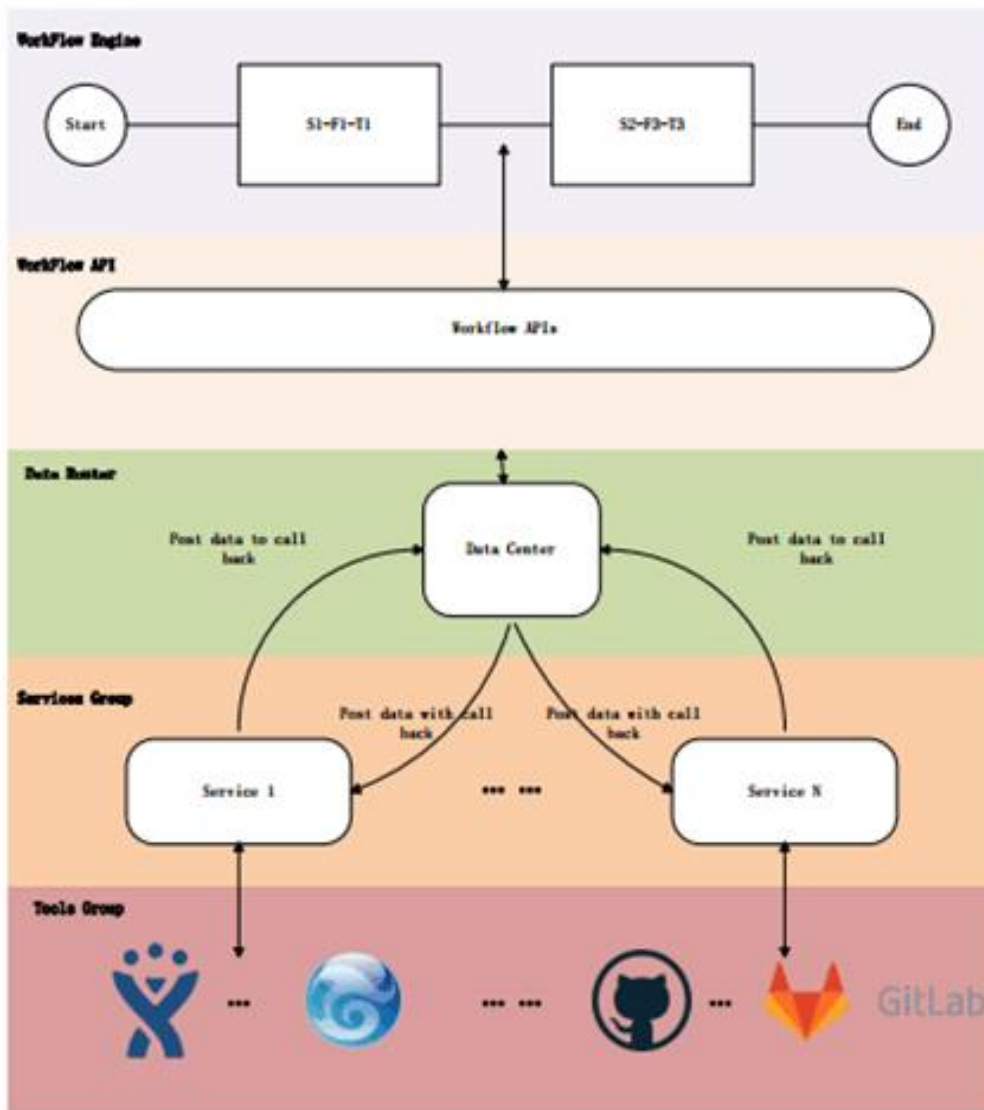 WorkFlow Engine
Start
S1-F1-T1
S2-F3-T3
End
WorkFlow API
Workflow APIs
Data Router
Post data to call
back
Data Center
Post data to call
back
Services Group
Post data with call
back
Post data with call
back
Service 1
... ...
Service N
Tools Group
...
... ...
...
GitLab